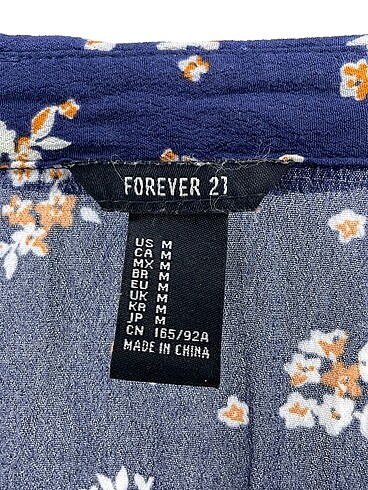 FOREVER 21
US M
CA M
MX M
BR M
EU M
UK M
KR M
JP M
CN 165/92A
MADE IN CHINA